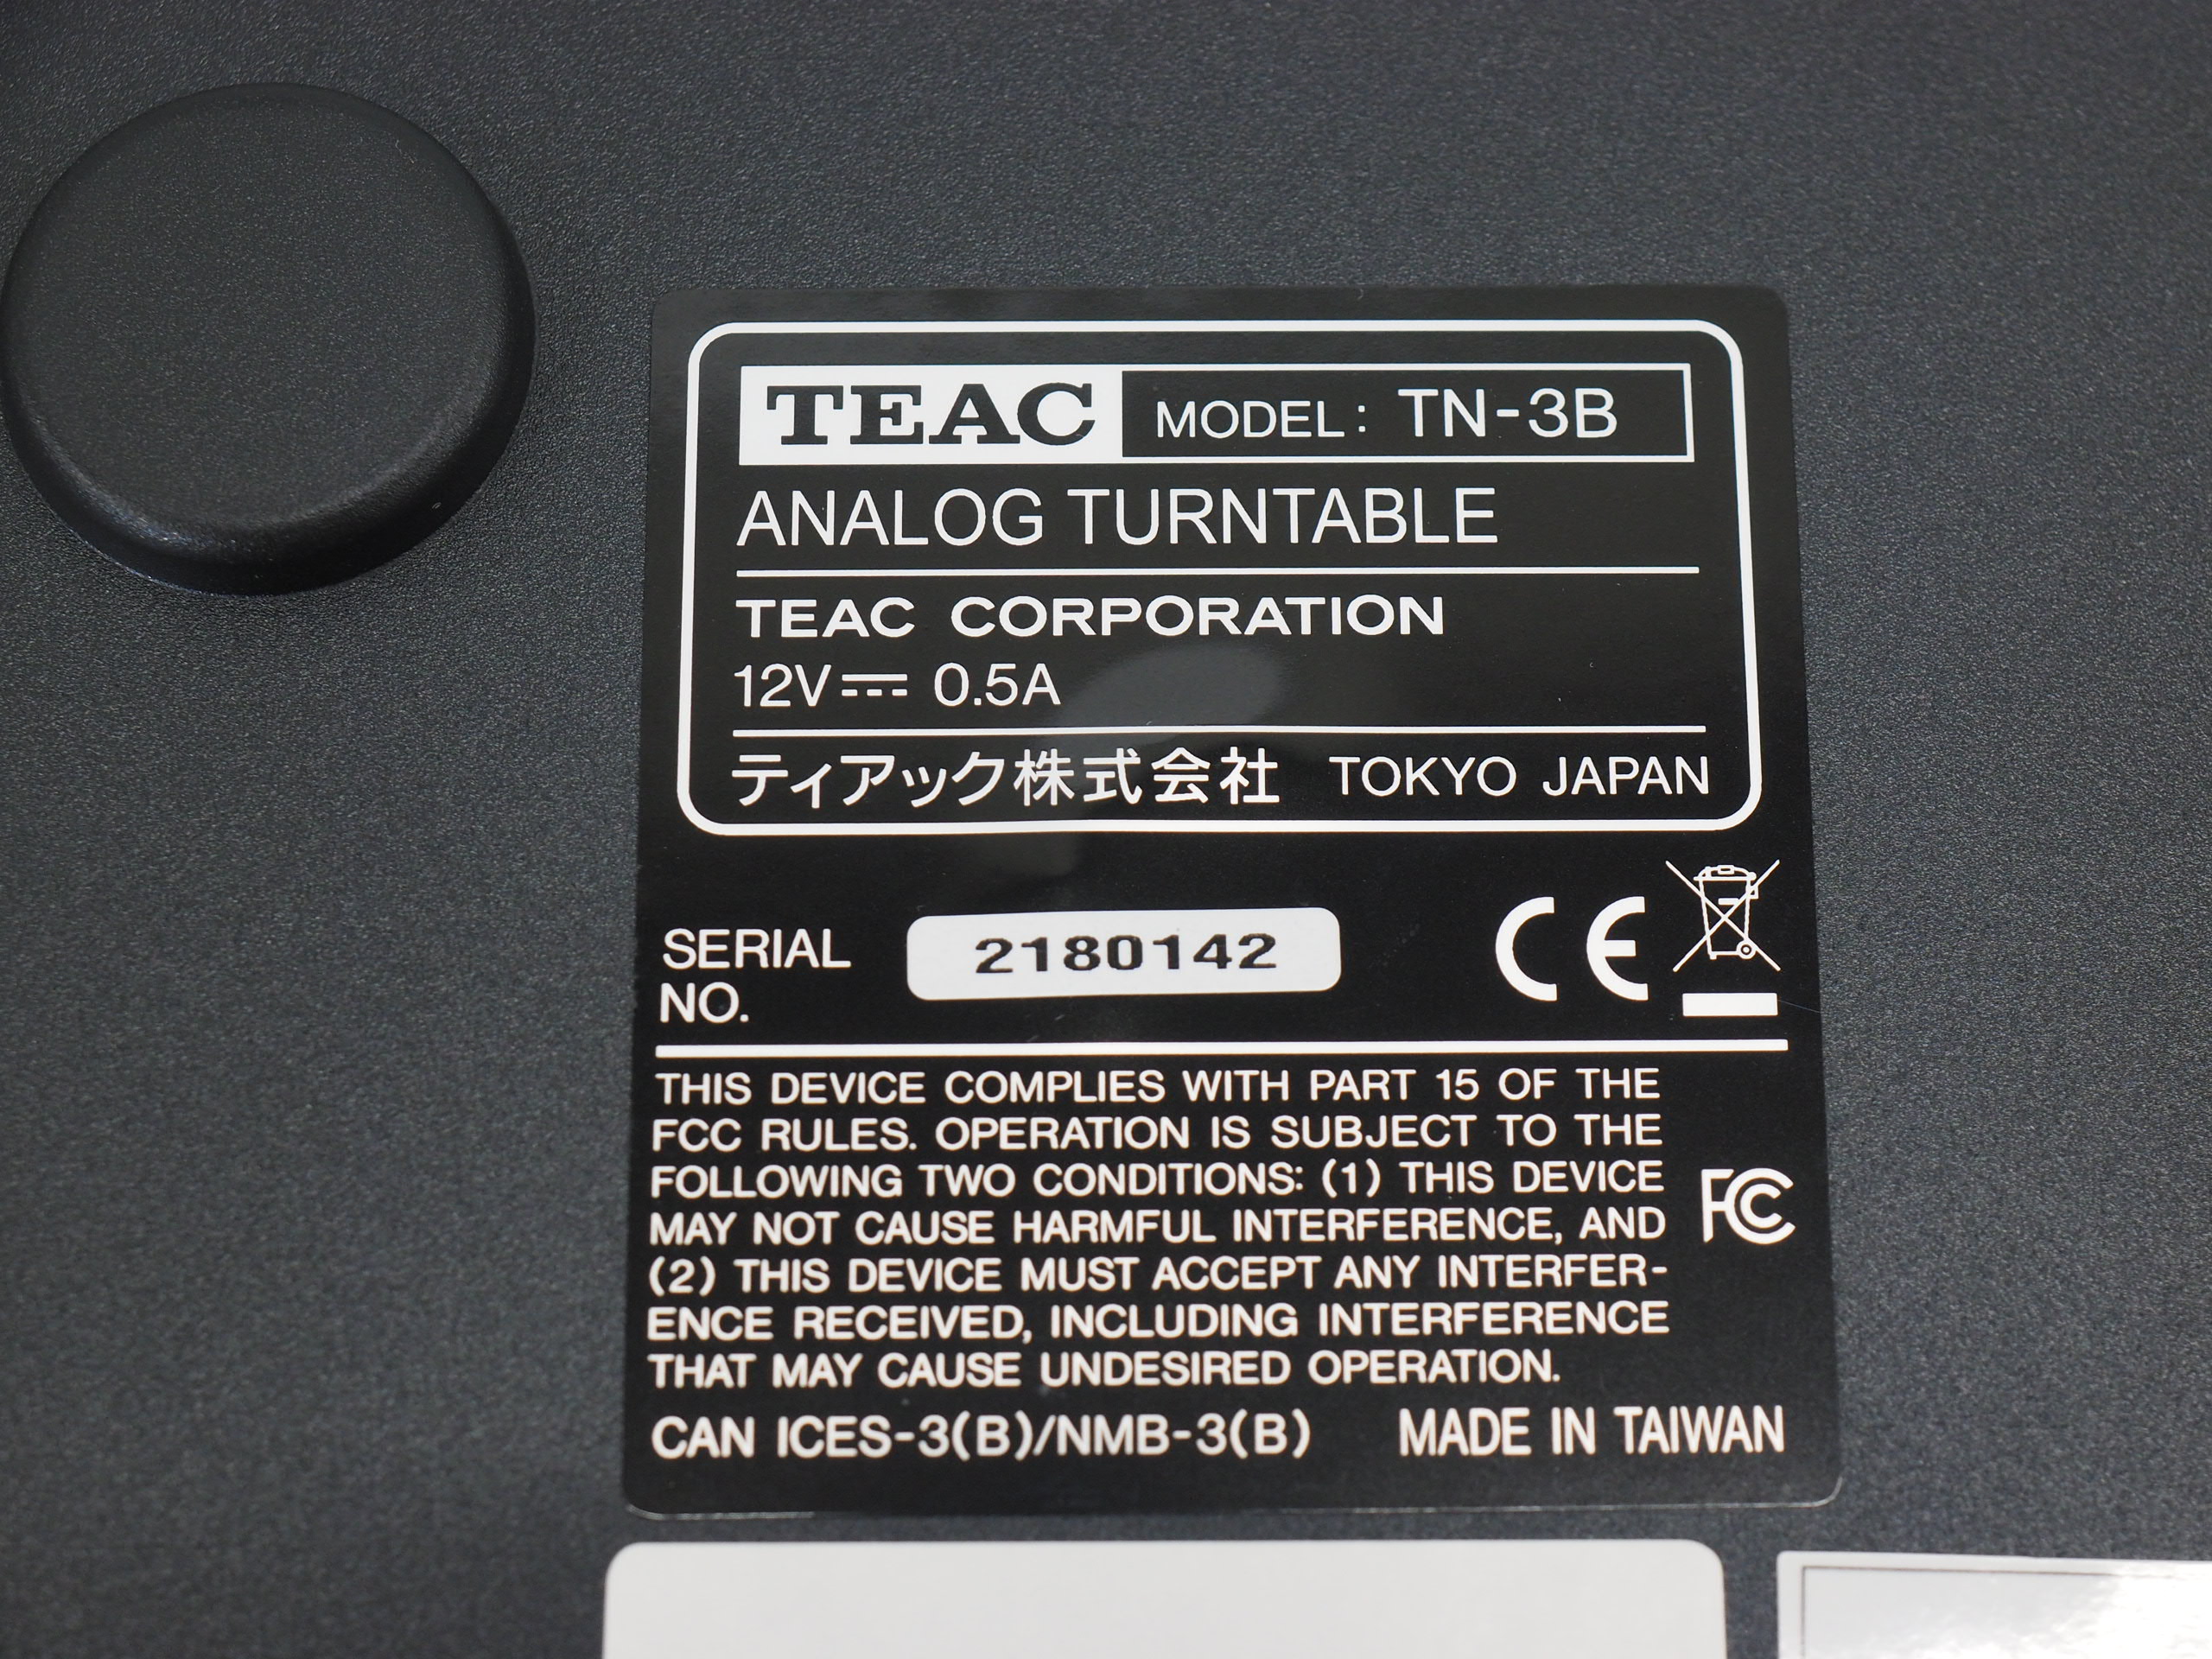 TEAC MODEL: TN-3B
ANALOG TURNTABLE
TEAC CORPORATION
12V⎓ 0.5A
ティアック株式会社 TOKYO JAPAN
SERIAL NO. 2180142 CE
THIS DEVICE COMPLIES WITH PART 15 OF THE
FCC RULES. OPERATION IS SUBJECT TO THE
FOLLOWING TWO CONDITIONS: (1) THIS DEVICE
MAY NOT CAUSE HARMFUL INTERFERENCE, AND
(2) THIS DEVICE MUST ACCEPT ANY INTERFER-
ENCE RECEIVED, INCLUDING INTERFERENCE
THAT MAY CAUSE UNDESIRED OPERATION.
FC
CAN ICES-3(B)/NMB-3(B) MADE IN TAIWAN